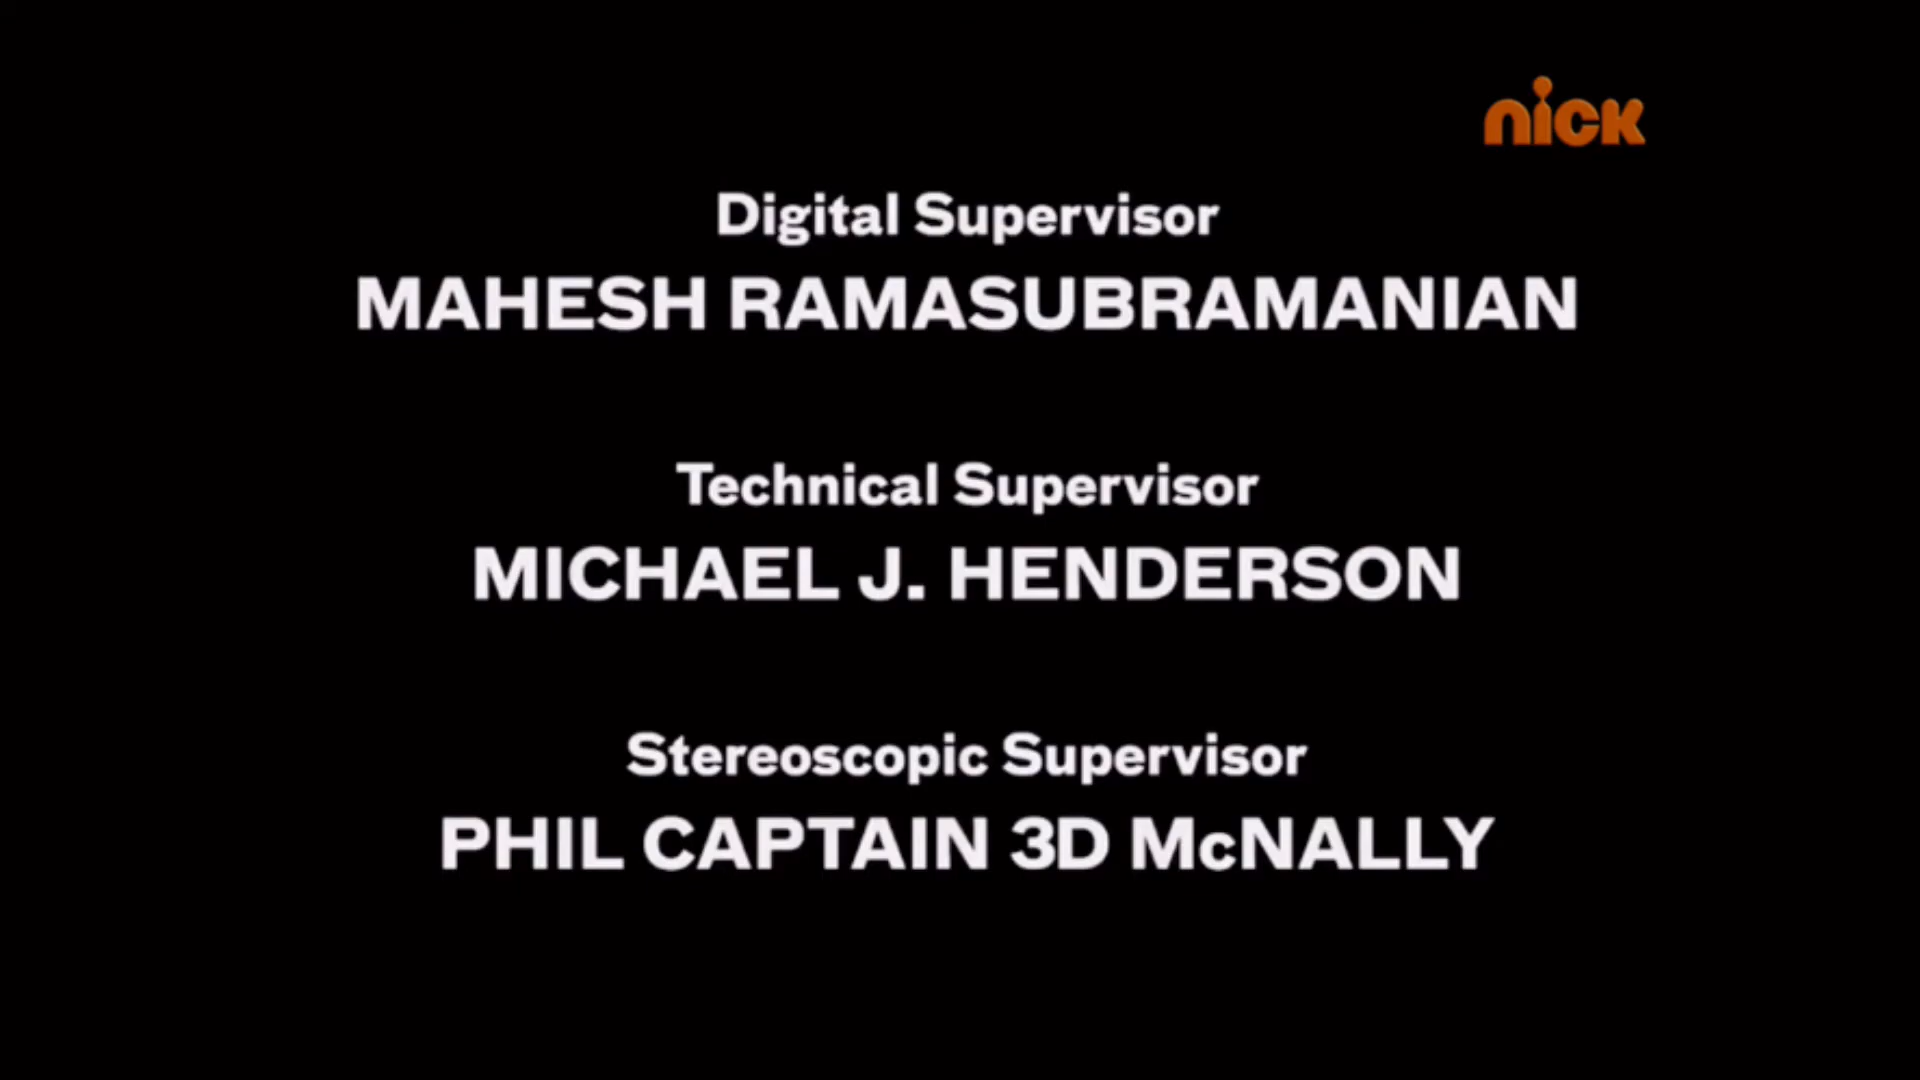 nick
Digital Supervisor
MAHESH RAMASUBRAMANIAN
Technical Supervisor
MICHAEL J. HENDERSON
Stereoscopic Supervisor
PHIL CAPTAIN 3D McNALLY